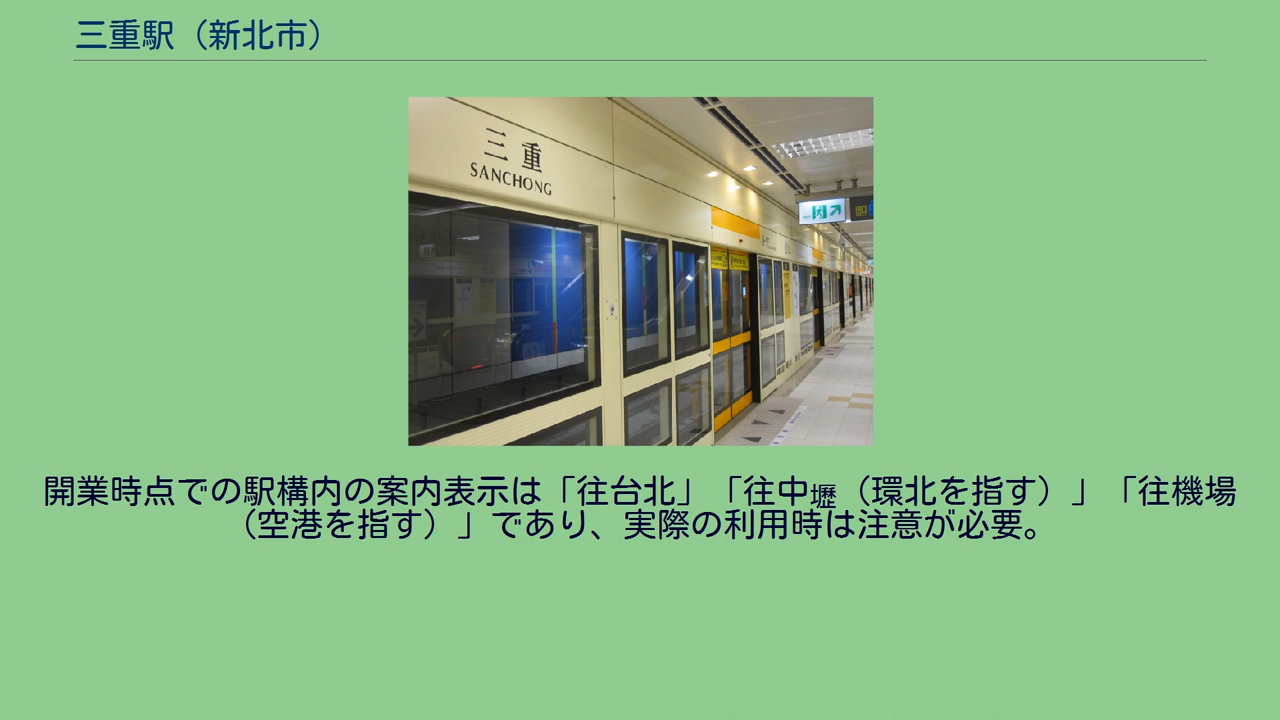 三重駅（新北市）
三重
SANCHONG
開業時点での駅構内の案内表示は「往台北」「往中壢（環北を指す）」「往機場
（空港を指す）」であり、実際の利用時は注意が必要。